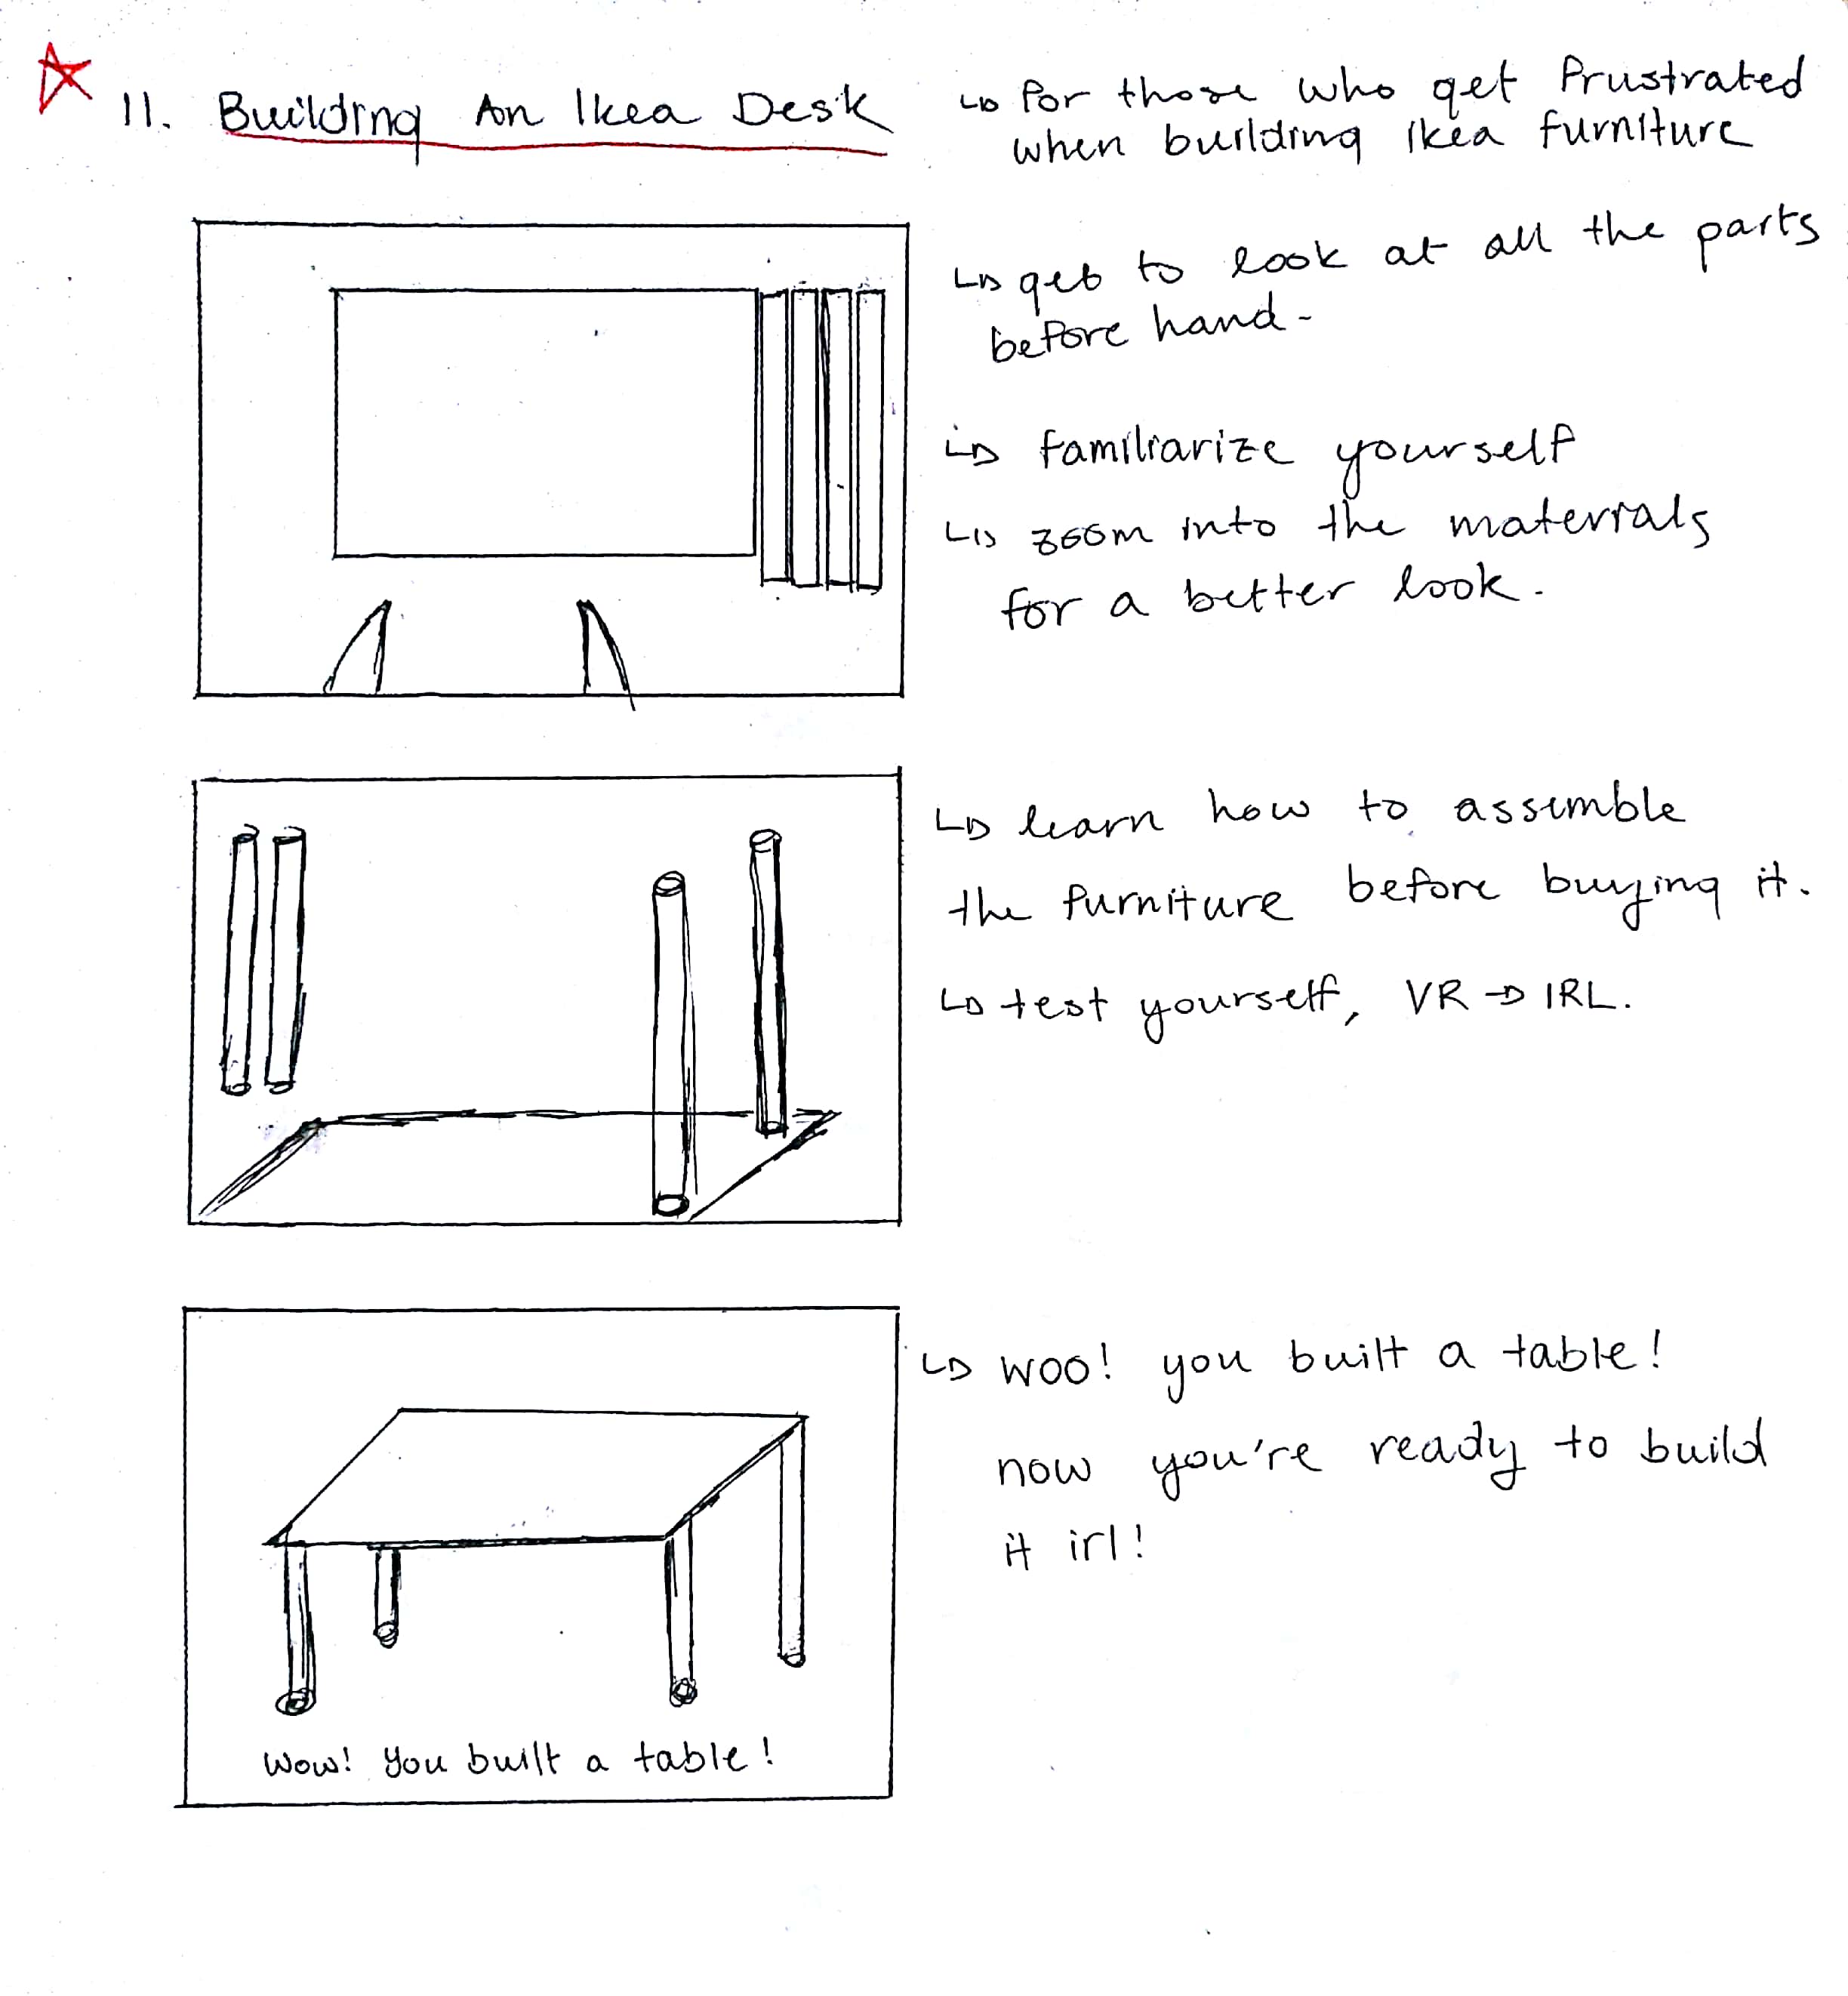 11. Building An Ikea Desk
↳ for those who get frustrated
when building Ikea furniture
↳ get to look at all the parts
before hand.
↳ familiarize yourself
↳ zoom into the materials
for a better look.
↳ learn how to assemble
the furniture before buying it.
↳ test yourself, VR → IRL.
↳ woo! you built a table!
now you're ready to build
it irl!
Wow! You built a table!